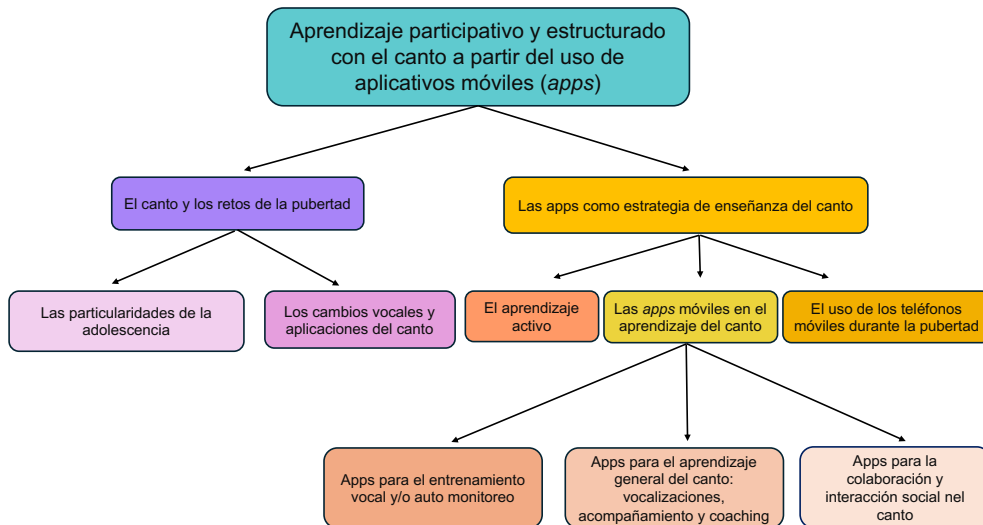 Aprendizaje participativo y estructurado
con el canto a partir del uso de
aplicativos móviles (apps)
El canto y los retos de la pubertad
Las apps como estrategia de enseñanza del canto
Las particularidades de la
adolescencia
Los cambios vocales y
aplicaciones del canto
El aprendizaje
activo
Las apps móviles en el
aprendizaje del canto
El uso de los teléfonos
móviles durante la pubertad
Apps para el entrenamiento
vocal y/o auto monitoreo
Apps para el aprendizaje
general del canto:
vocalizaciones,
acompañamiento y coaching
Apps para la
colaboración y
interacción social nel
canto